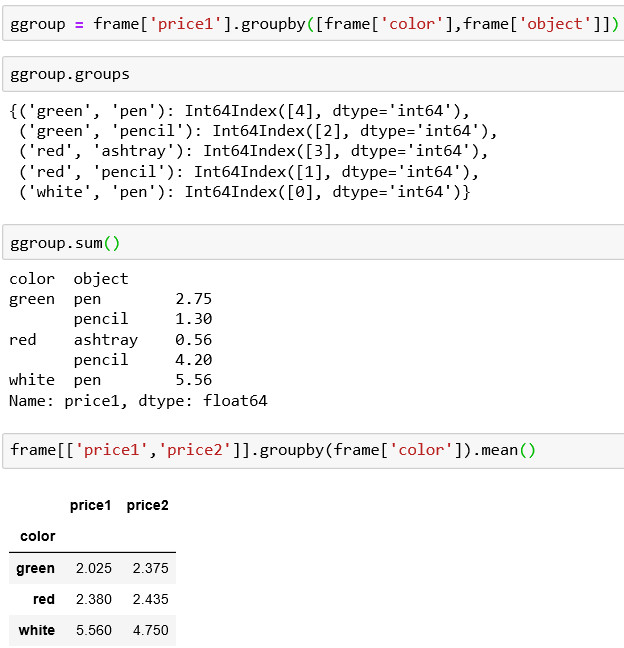 ggroup = frame['price1'].groupby([frame['color'],frame['object']])
ggroup.groups
{('green', 'pen'): Int64Index([4], dtype='int64'),
 ('green', 'pencil'): Int64Index([2], dtype='int64'),
 ('red', 'ashtray'): Int64Index([3], dtype='int64'),
 ('red', 'pencil'): Int64Index([1], dtype='int64'),
 ('white', 'pen'): Int64Index([0], dtype='int64')}
ggroup.sum()
color  object
green  pen        2.75
       pencil     1.30
red    ashtray    0.56
       pencil     4.20
white  pen        5.56
Name: price1, dtype: float64
frame[['price1','price2']].groupby(frame['color']).mean()
price1 price2
color
green 2.025 2.375
red 2.380 2.435
white 5.560 4.750